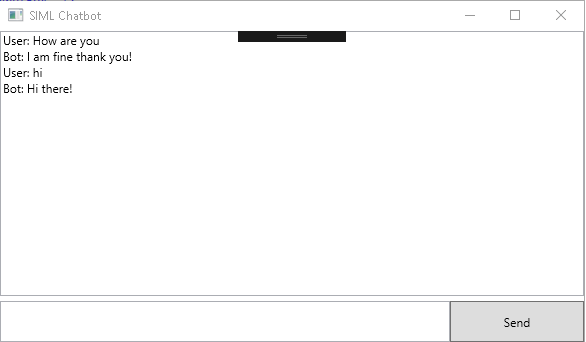 SIML Chatbot
User: How are you
Bot: I am fine thank you!
User: hi
Bot: Hi there!
Send